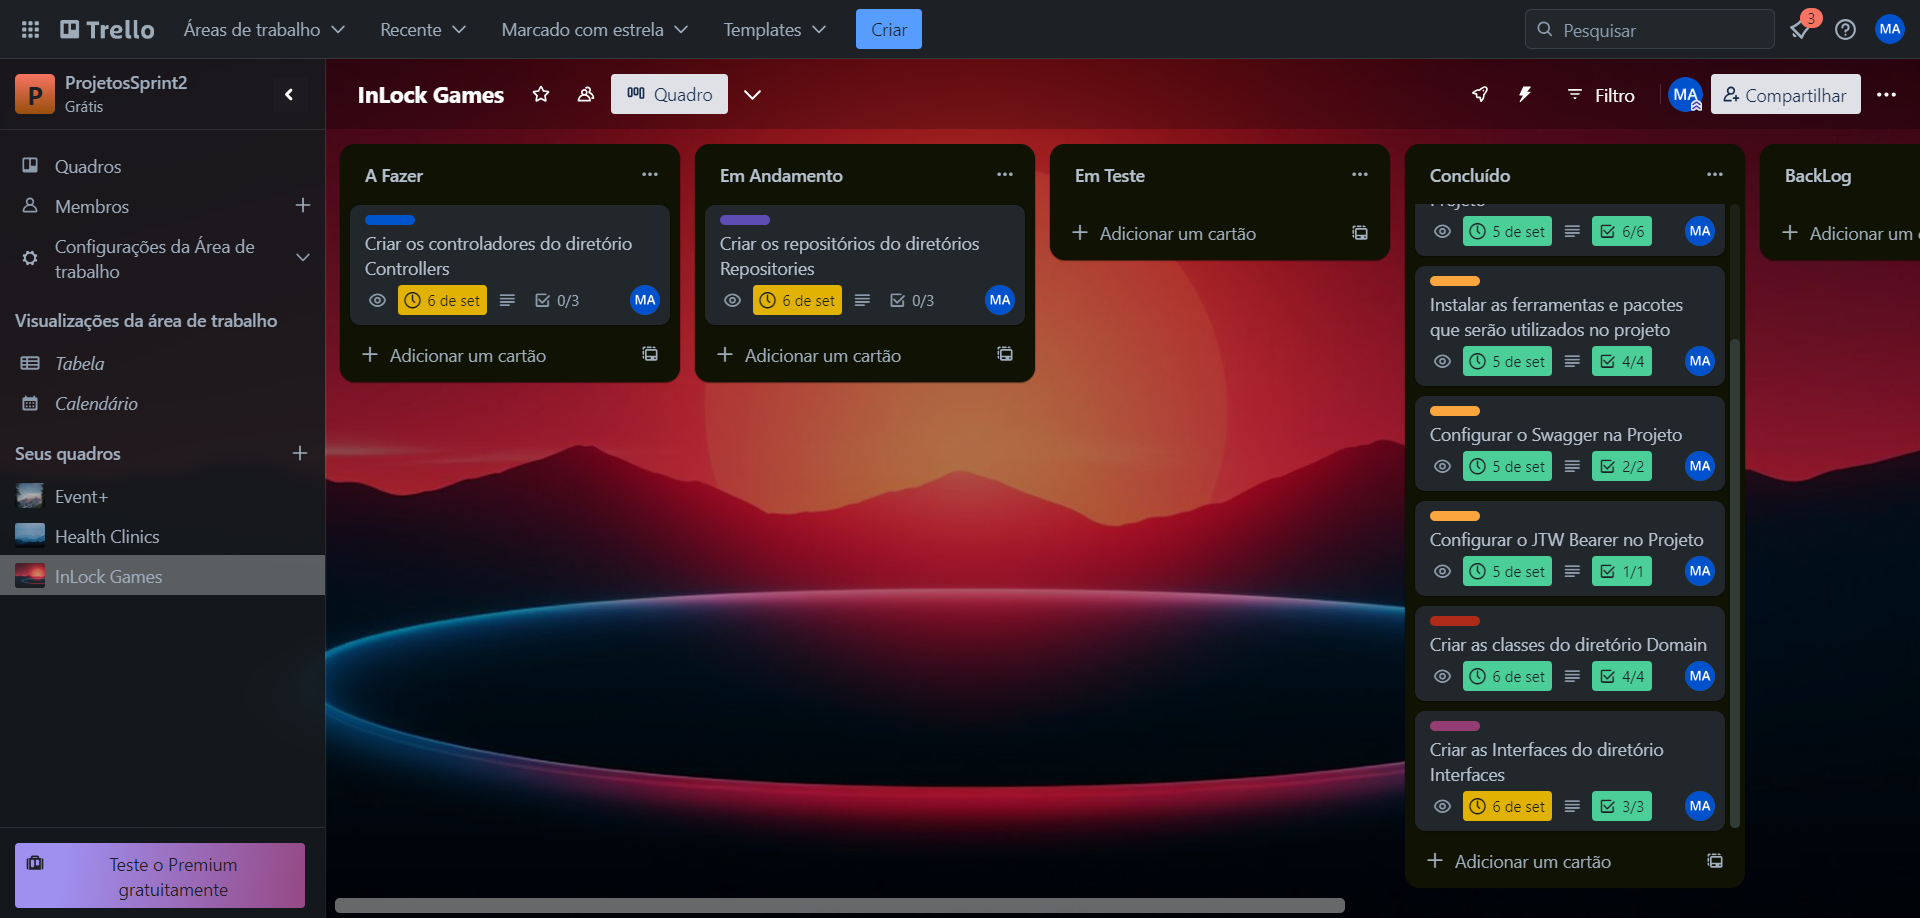 Trello
Áreas de trabalho
Recente
Marcado com estrela
Templates
Criar
Pesquisar
3
MA
P
ProjetosSprint2
Grátis
Quadros
Membros
Configurações da Área de
trabalho
Visualizações da área de trabalho
Tabela
Calendário
Seus quadros
Event+
Health Clinics
InLock Games
Teste o Premium
gratuitamente
InLock Games
Quadro
Filtro
MA
Compartilhar
A Fazer
Criar os controladores do diretório
Controllers
6 de set
0/3
MA
Adicionar um cartão
Em Andamento
Criar os repositórios do diretórios
Repositories
6 de set
0/3
MA
Adicionar um cartão
Em Teste
Adicionar um cartão
Concluído
Projeto
5 de set
6/6
MA
Instalar as ferramentas e pacotes
que serão utilizados no projeto
5 de set
4/4
MA
Configurar o Swagger na Projeto
5 de set
2/2
MA
Configurar o JTW Bearer no Projeto
5 de set
1/1
MA
Criar as classes do diretório Domain
6 de set
4/4
MA
Criar as Interfaces do diretório
Interfaces
6 de set
3/3
MA
Adicionar um cartão
BackLog
Adicionar um